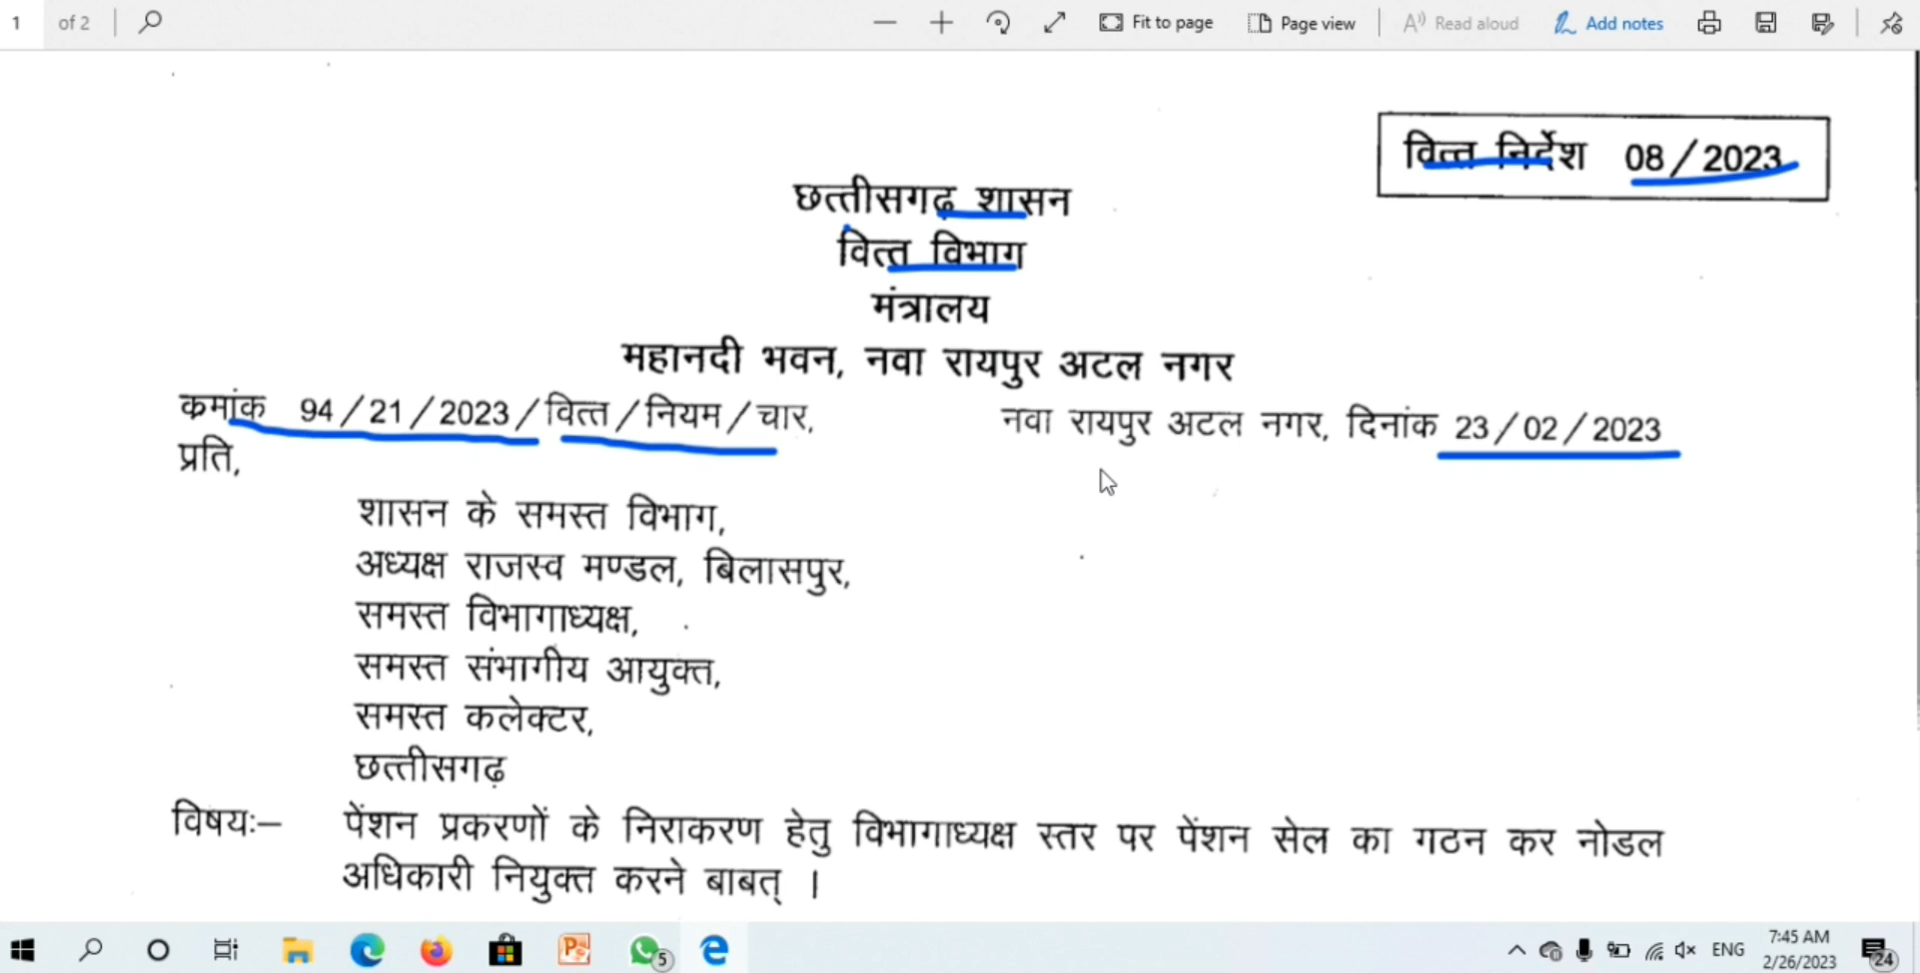 1 of 2 Fit to page Page view Read aloud Add notes
वित्त निर्देश 08/2023
छत्तीसगढ़ शासन
वित्त विभाग
मंत्रालय
महानदी भवन, नवा रायपुर अटल नगर
कमांक 94/21/2023/वित्त/नियम/चार, नवा रायपुर अटल नगर, दिनांक 23/02/2023
प्रति,
शासन के समस्त विभाग,
अध्यक्ष राजस्व मण्डल, बिलासपुर,
समस्त विभागाध्यक्ष,
समस्त संभागीय आयुक्त,
समस्त कलेक्टर,
छत्तीसगढ़
विषयः– पेंशन प्रकरणों के निराकरण हेतु विभागाध्यक्ष स्तर पर पेंशन सेल का गठन कर नोडल
अधिकारी नियुक्त करने बाबत् ।
5 ENG 7:45 AM
2/26/2023 24